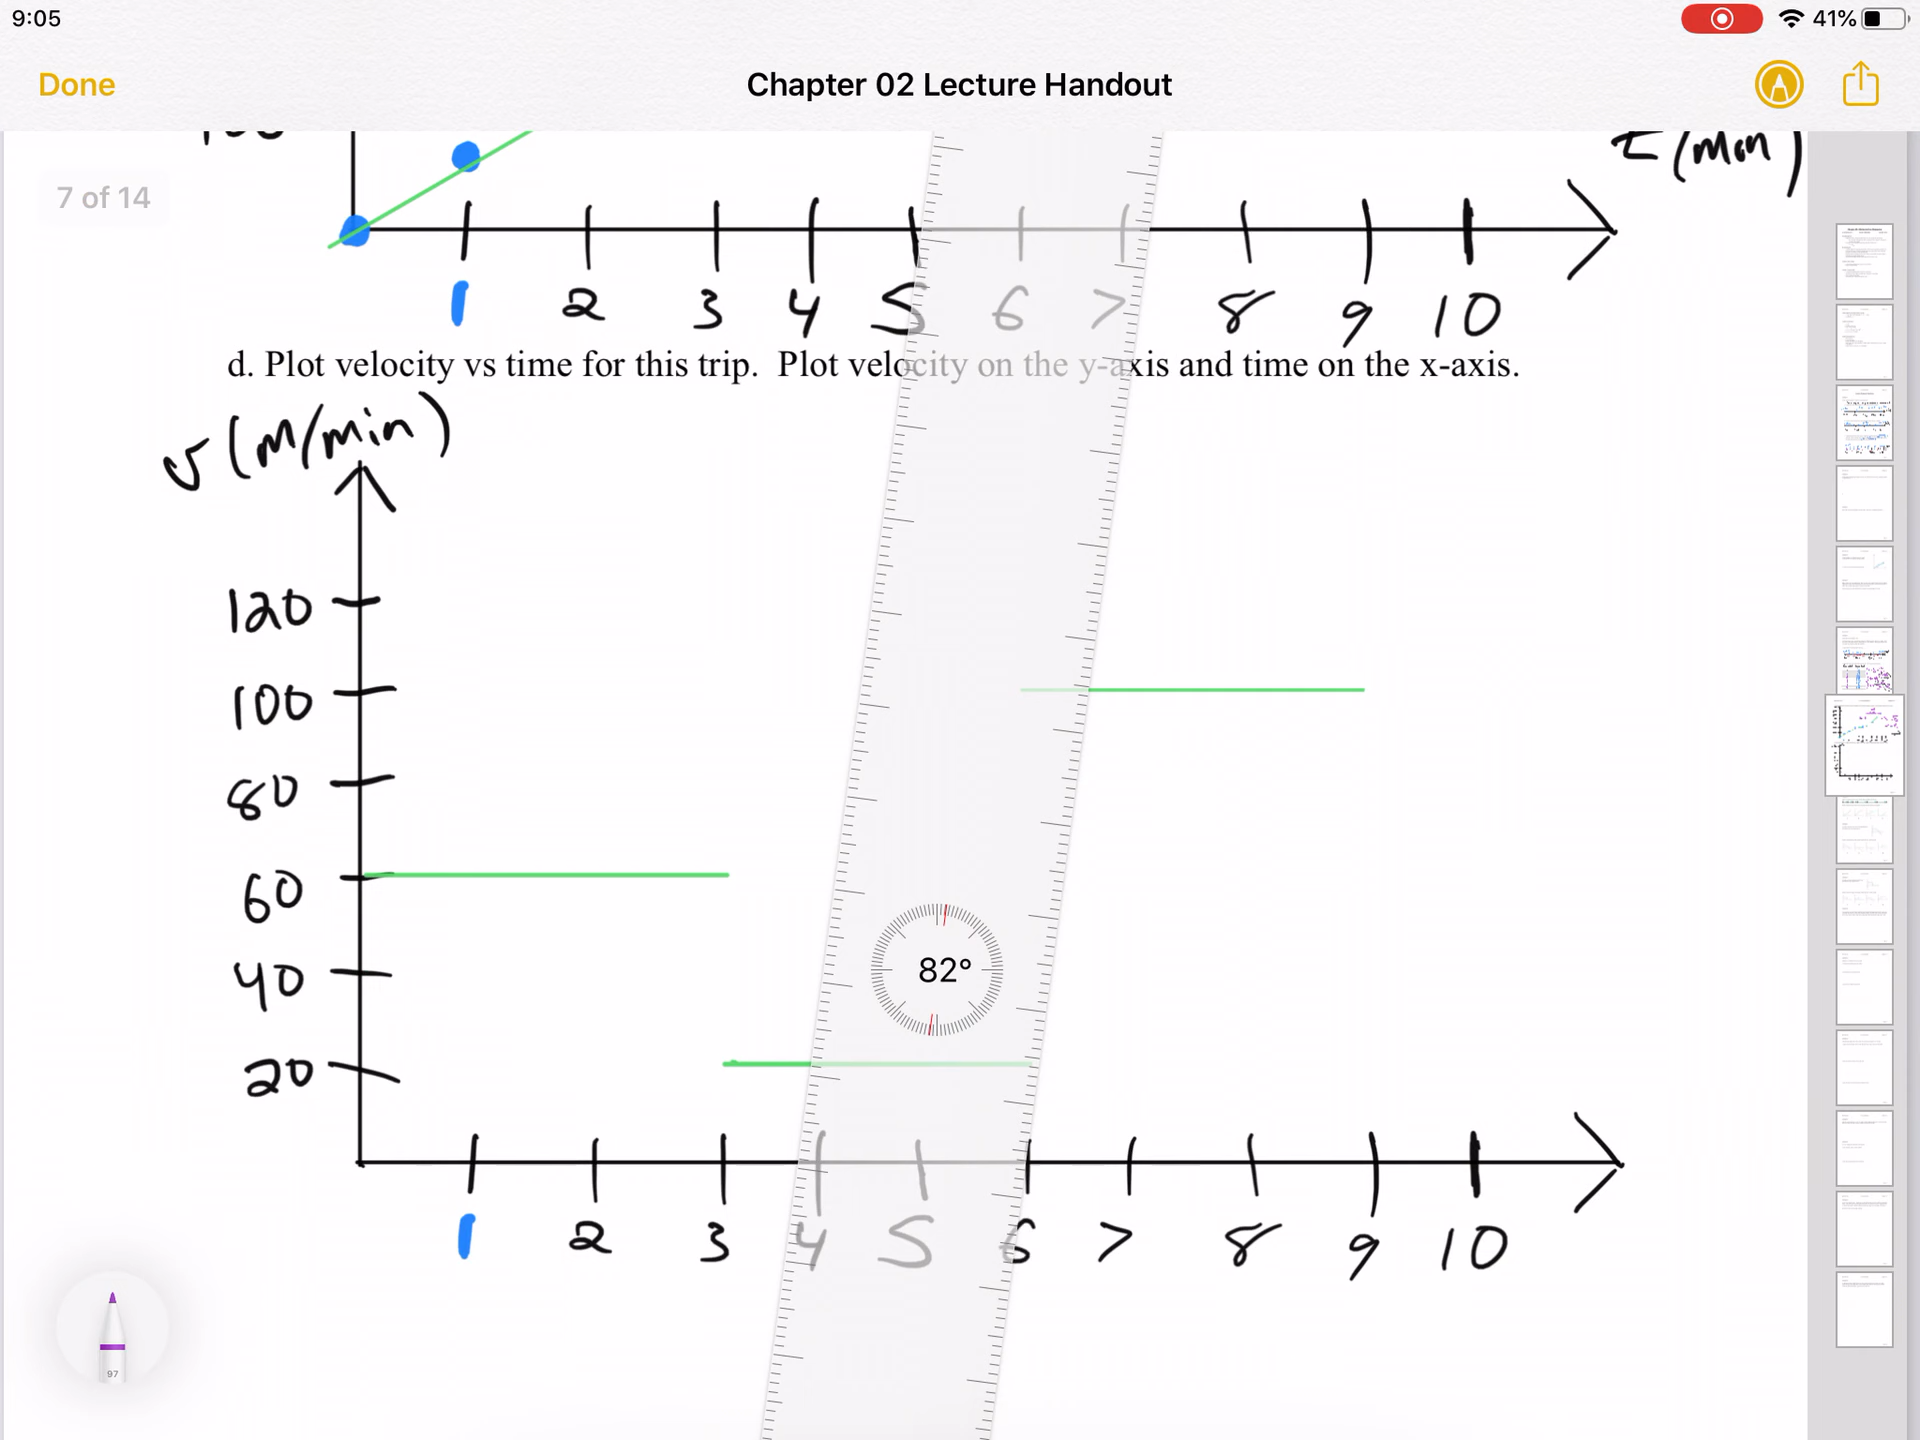 9:05 41%
Done Chapter 02 Lecture Handout
7 of 14
100 t (min)
1 2 3 4 5 6 7 8 9 10
d. Plot velocity vs time for this trip. Plot velocity on the y-axis and time on the x-axis.
v (m/min)
120
100
80
60
82°
40
20
1 2 3 4 5 6 7 8 9 10
97